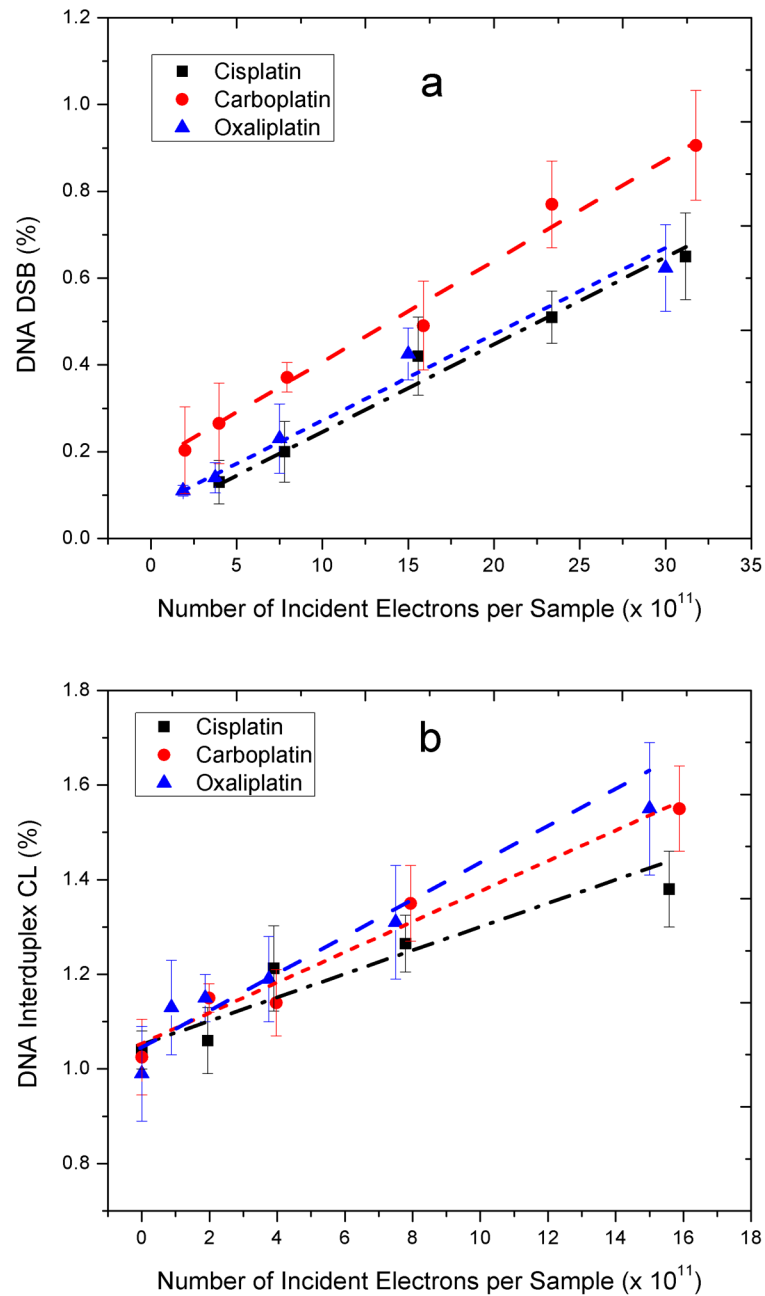 a
Cisplatin
Carboplatin
Oxaliplatin
DNA DSB (%)
1.2
1.0
0.8
0.6
0.4
0.2
0.0
0 5 10 15 20 25 30 35
Number of Incident Electrons per Sample (x 10¹¹)
b
Cisplatin
Carboplatin
Oxaliplatin
DNA Interduplex CL (%)
1.8
1.6
1.4
1.2
1.0
0.8
0 2 4 6 8 10 12 14 16 18
Number of Incident Electrons per Sample (x 10¹¹)